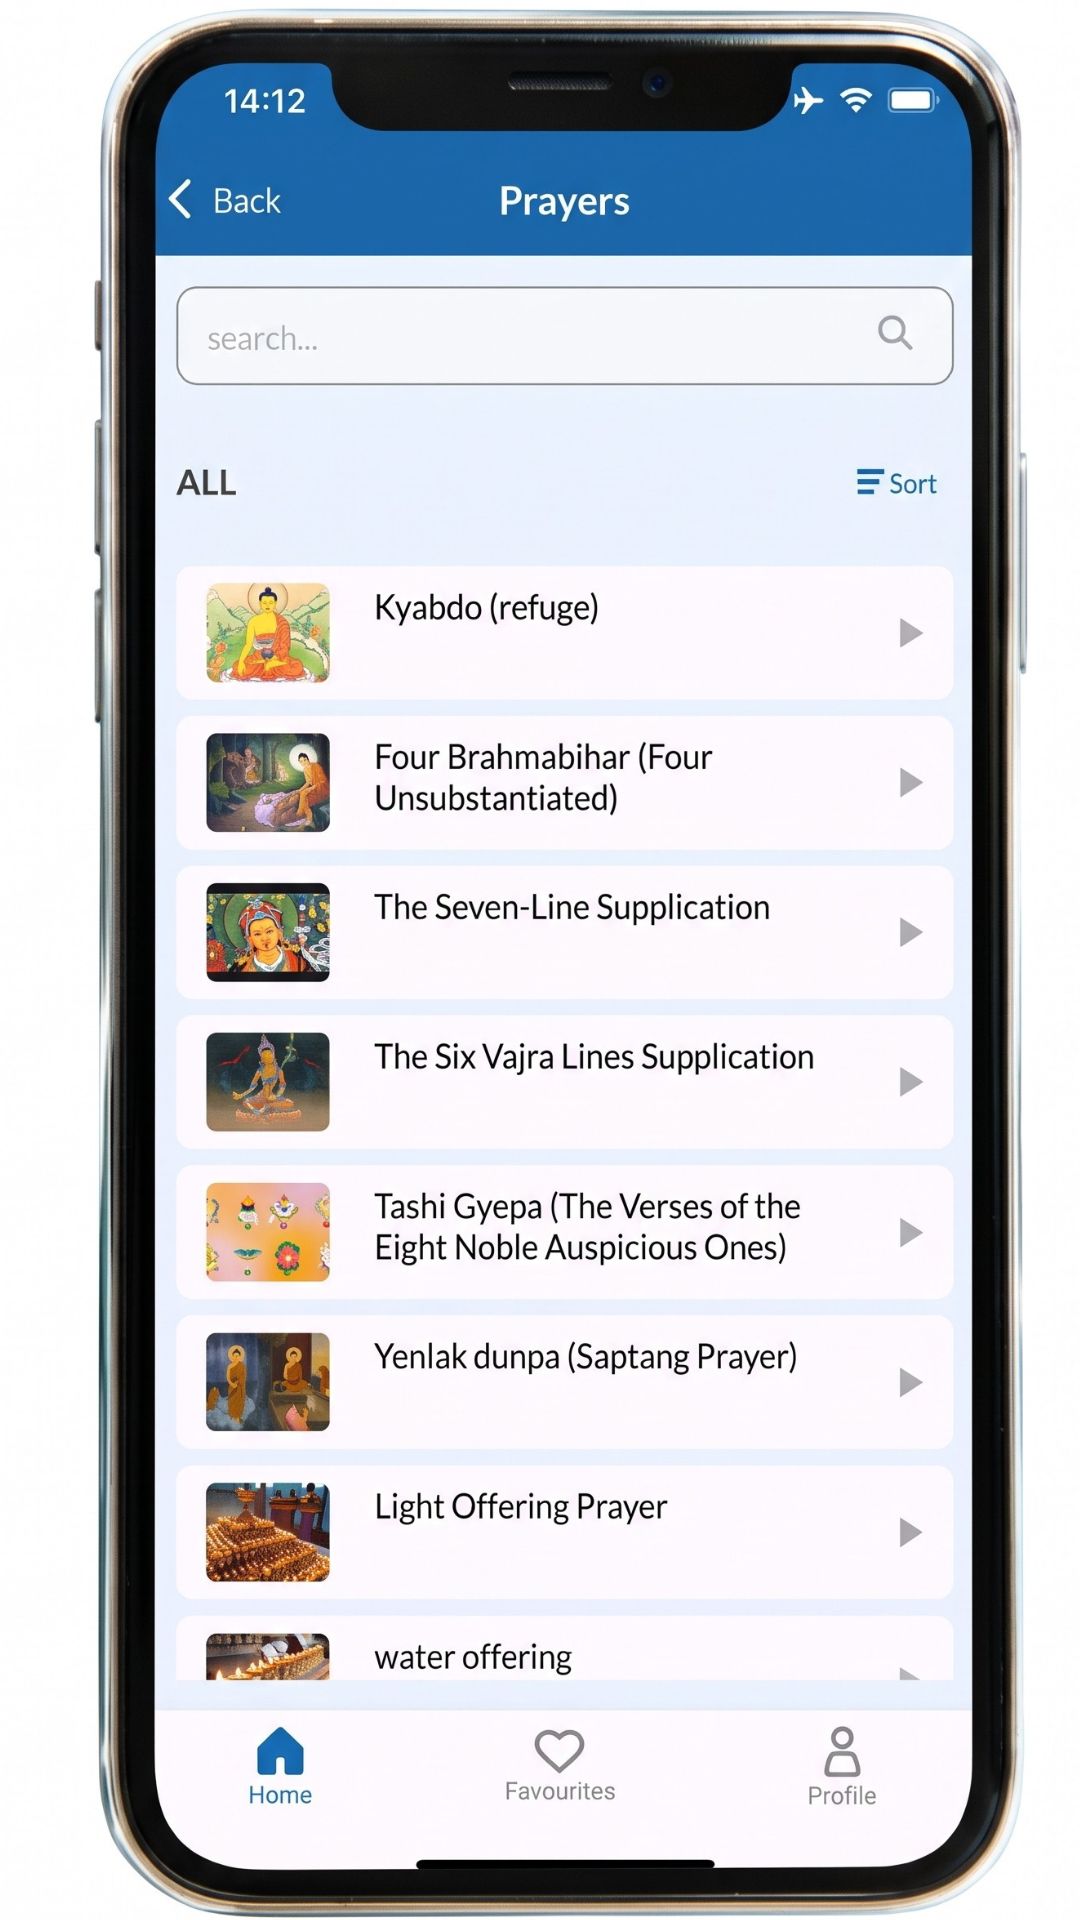 14:12
Back
Prayers
search...
ALL
Sort
Kyabdo (refuge)
Four Brahmabihar (Four
Unsubstantiated)
The Seven-Line Supplication
The Six Vajra Lines Supplication
Tashi Gyepa (The Verses of the
Eight Noble Auspicious Ones)
Yenlak dunpa (Saptang Prayer)
Light Offering Prayer
water offering
Home
Favourites
Profile